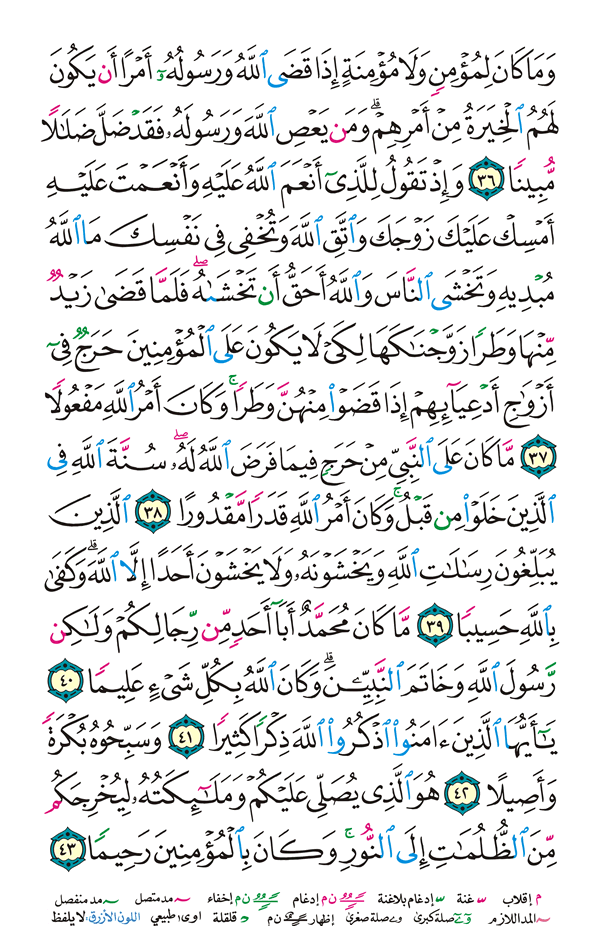 وَمَا كَانَ لِمُؤْمِنٍ وَلَا مُؤْمِنَةٍ إِذَا قَضَى ٱللَّهُ وَرَسُولُهُۥٓ أَمْرًا أَن يَكُونَ
لَهُمُ ٱلْخِيَرَةُ مِنْ أَمْرِهِمْ ۗ وَمَن يَعْصِ ٱللَّهَ وَرَسُولَهُۥ فَقَدْ ضَلَّ ضَلَـٰلًا
مُّبِينًا ٣٦ وَإِذْ تَقُولُ لِلَّذِىٓ أَنْعَمَ ٱللَّهُ عَلَيْهِ وَأَنْعَمْتَ عَلَيْهِ
أَمْسِكْ عَلَيْكَ زَوْجَكَ وَٱتَّقِ ٱللَّهَ وَتُخْفِى فِى نَفْسِكَ مَا ٱللَّهُ
مُبْدِيهِ وَتَخْشَى ٱلنَّاسَ وَٱللَّهُ أَحَقُّ أَن تَخْشَىٰهُ ۖ فَلَمَّا قَضَىٰ زَيْدٌ
مِّنْهَا وَطَرًا زَوَّجْنَـٰكَهَا لِكَىْ لَا يَكُونَ عَلَى ٱلْمُؤْمِنِينَ حَرَجٌ فِىٓ
أَزْوَٰجِ أَدْعِيَآئِهِمْ إِذَا قَضَوْا۟ مِنْهُنَّ وَطَرًا ۚ وَكَانَ أَمْرُ ٱللَّهِ مَفْعُولًا
٣٧ مَّا كَانَ عَلَى ٱلنَّبِىِّ مِنْ حَرَجٍ فِيمَا فَرَضَ ٱللَّهُ لَهُۥ ۖ سُنَّةَ ٱللَّهِ فِى
ٱلَّذِينَ خَلَوْا۟ مِن قَبْلُ ۚ وَكَانَ أَمْرُ ٱللَّهِ قَدَرًا مَّقْدُورًا ٣٨ ٱلَّذِينَ
يُبَلِّغُونَ رِسَـٰلَـٰتِ ٱللَّهِ وَيَخْشَوْنَهُۥ وَلَا يَخْشَوْنَ أَحَدًا إِلَّا ٱللَّهَ ۗ وَكَفَىٰ
بِٱللَّهِ حَسِيبًا ٣٩ مَّا كَانَ مُحَمَّدٌ أَبَآ أَحَدٍ مِّن رِّجَالِكُمْ وَلَـٰكِن
رَّسُولَ ٱللَّهِ وَخَاتَمَ ٱلنَّبِيِّـۧنَ ۗ وَكَانَ ٱللَّهُ بِكُلِّ شَىْءٍ عَلِيمًا ٤٠
يَـٰٓأَيُّهَا ٱلَّذِينَ ءَامَنُوا۟ ٱذْكُرُوا۟ ٱللَّهَ ذِكْرًا كَثِيرًا ٤١ وَسَبِّحُوهُ بُكْرَةً
وَأَصِيلًا ٤٢ هُوَ ٱلَّذِى يُصَلِّى عَلَيْكُمْ وَمَلَـٰٓئِكَتُهُۥ لِيُخْرِجَكُم
مِّنَ ٱلظُّلُمَـٰتِ إِلَى ٱلنُّورِ ۚ وَكَانَ بِٱلْمُؤْمِنِينَ رَحِيمًا ٤٣
م إقلاب غنة إدغام بلاغنة ن م إدغام ن م إخفاء مد متصل مد منفصل
المد اللازم صلة كبرى صلة صغرى إظهار ن م قلقلة اوى طبيعي اللون الأزرق: لا يلفظ